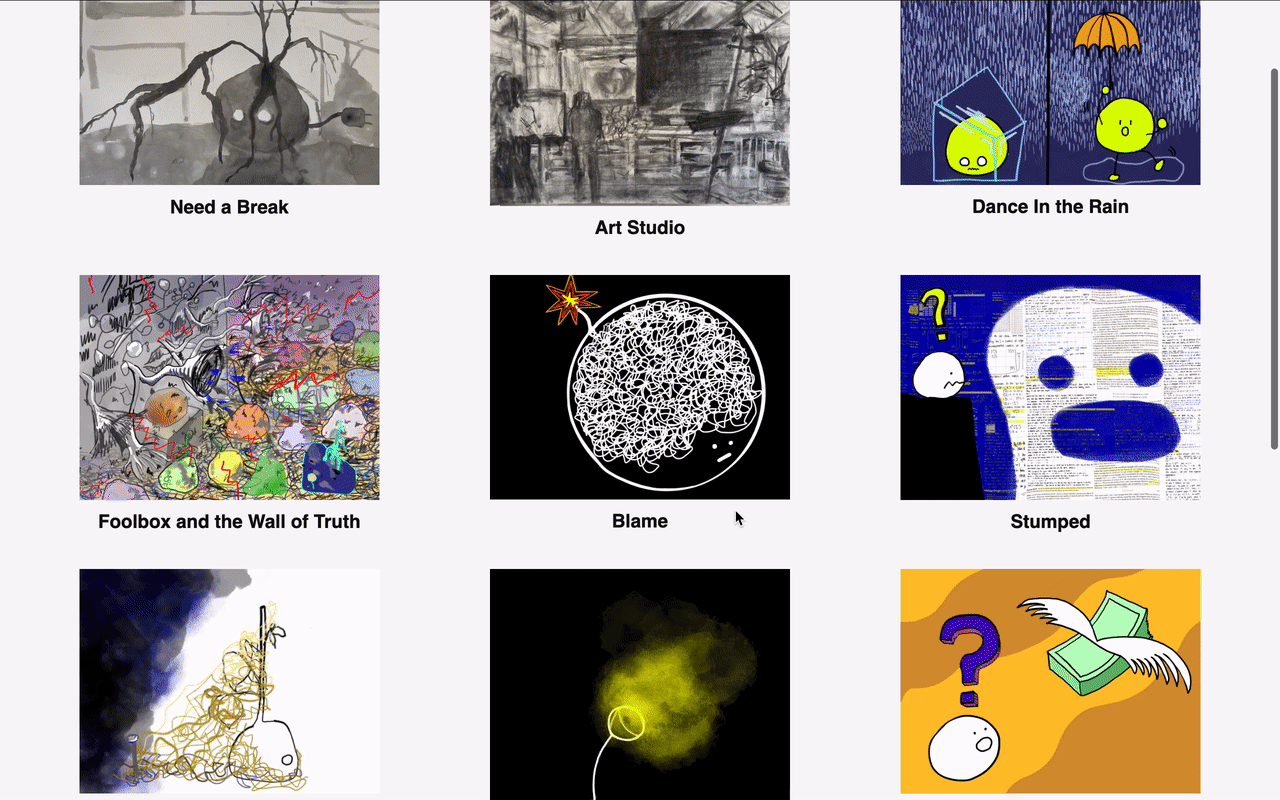 Need a Break
Art Studio
Dance In the Rain
Foolbox and the Wall of Truth
Blame
Stumped